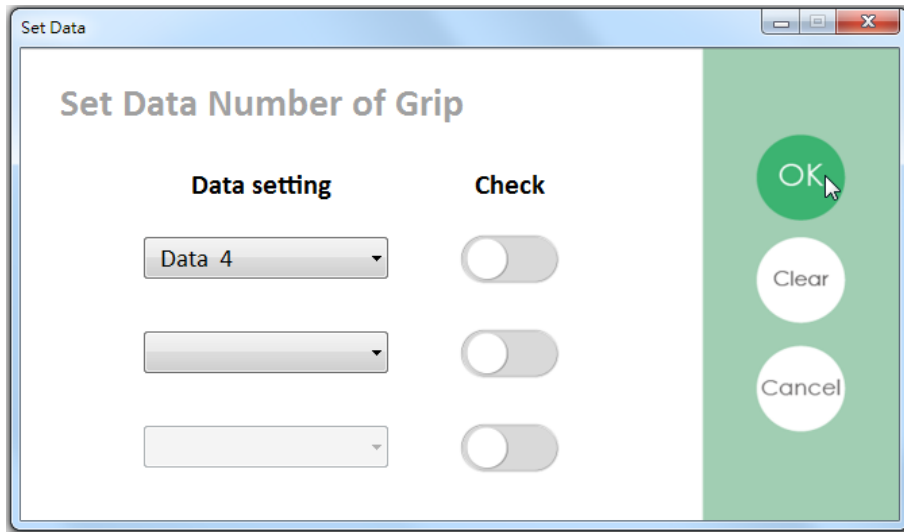 Set Data
Set Data Number of Grip
Data setting Check
Data 4
OK
Clear
Cancel